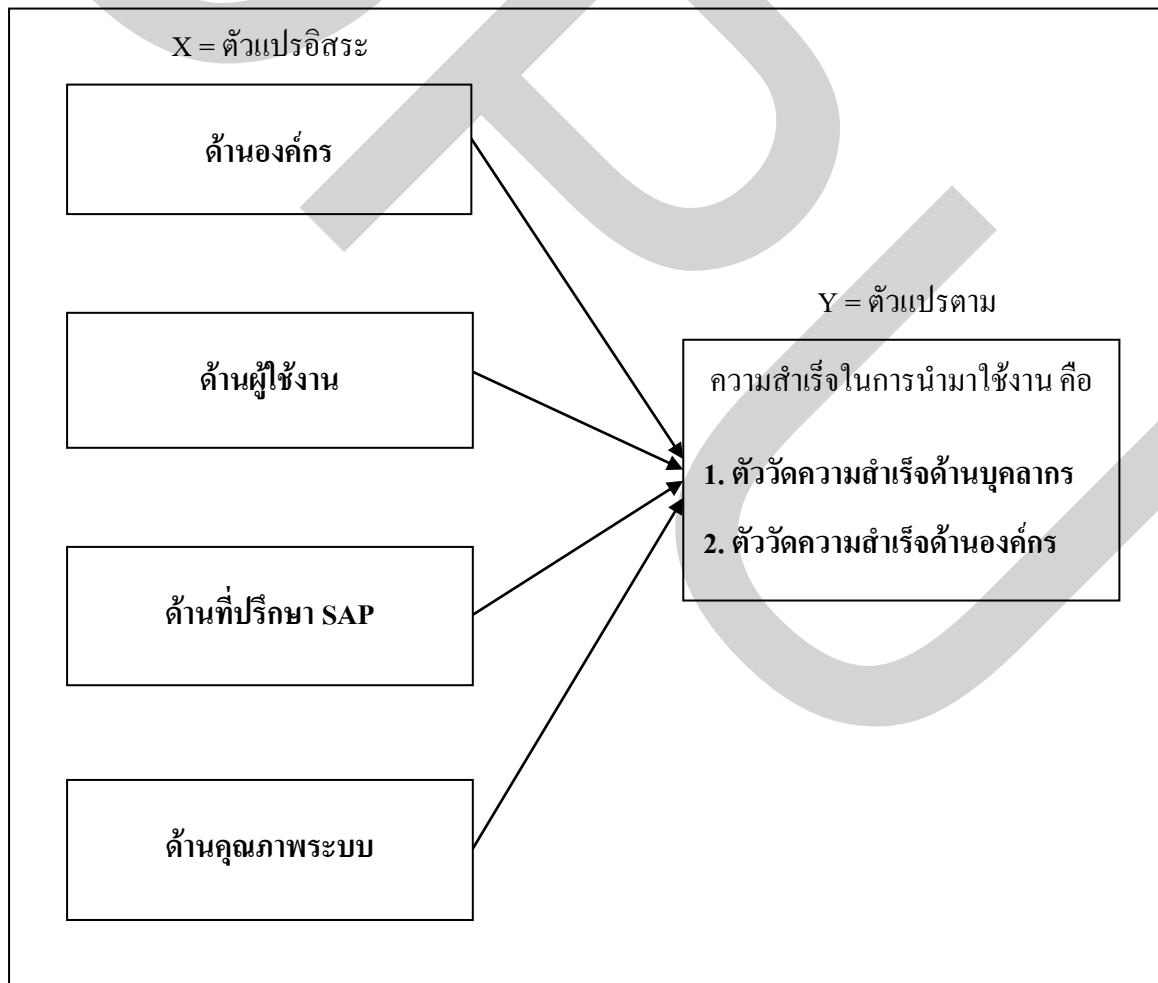 X = ตัวแปรอิสระ
ด้านองค์กร
ด้านผู้ใช้งาน
ด้านที่ปรึกษา SAP
ด้านคุณภาพระบบ
Y = ตัวแปรตาม
ความสำเร็จในการนำมาใช้งาน คือ
1. ตัววัดความสำเร็จด้านบุคลากร
2. ตัววัดความสำเร็จด้านองค์กร